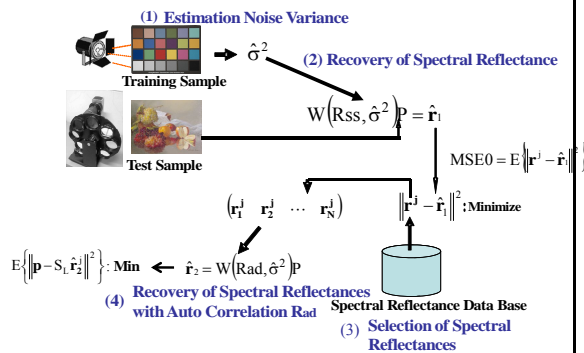 (1) Estimation Noise Variance
Training Sample
σ̂²
(2) Recovery of Spectral Reflectance
W(Rss, σ̂²)P = r̂₁
Test Sample
MSE0 = E{‖rʲ − r̂₁‖²}
(r₁ʲ r₂ʲ ⋯ r_Nʲ)
‖rʲ − r̂₁‖² : Minimize
E{‖p − S_L r̂₂ʲ‖²} : Min ← r̂₂ = W(Rad, σ̂²)P
Spectral Reflectance Data Base
(4) Recovery of Spectral Reflectances
with Auto Correlation Rad
(3) Selection of Spectral
Reflectances